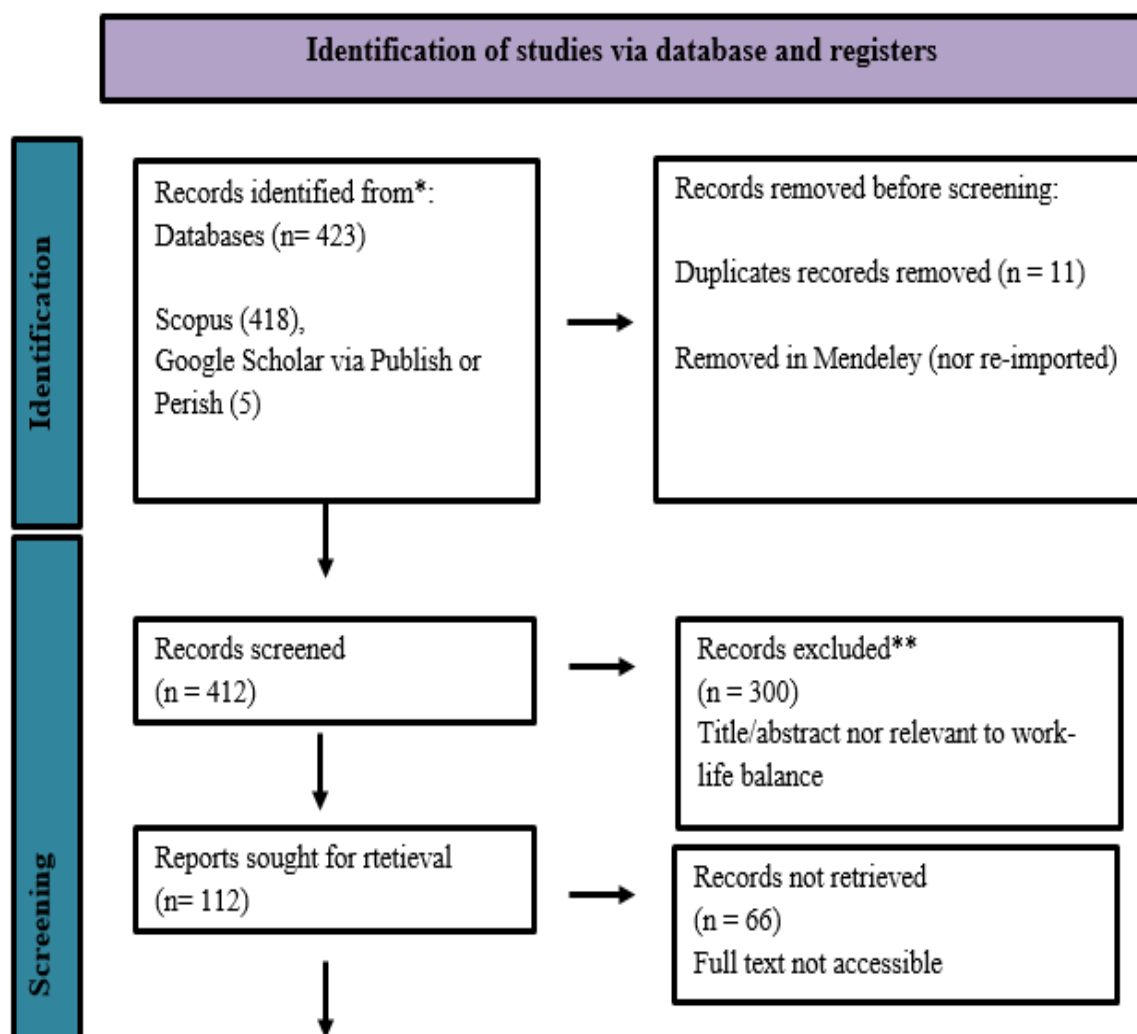 Identification of studies via database and registers
Identification
Records identified from*:
Databases (n= 423)
Scopus (418),
Google Scholar via Publish or
Perish (5)
Records removed before screening:
Duplicates recoreds removed (n = 11)
Removed in Mendeley (nor re-imported)
Screening
Records screened
(n = 412)
Records excluded**
(n = 300)
Title/abstract nor relevant to work-
life balance
Reports sought for rtetieval
(n= 112)
Records not retrieved
(n = 66)
Full text not accessible